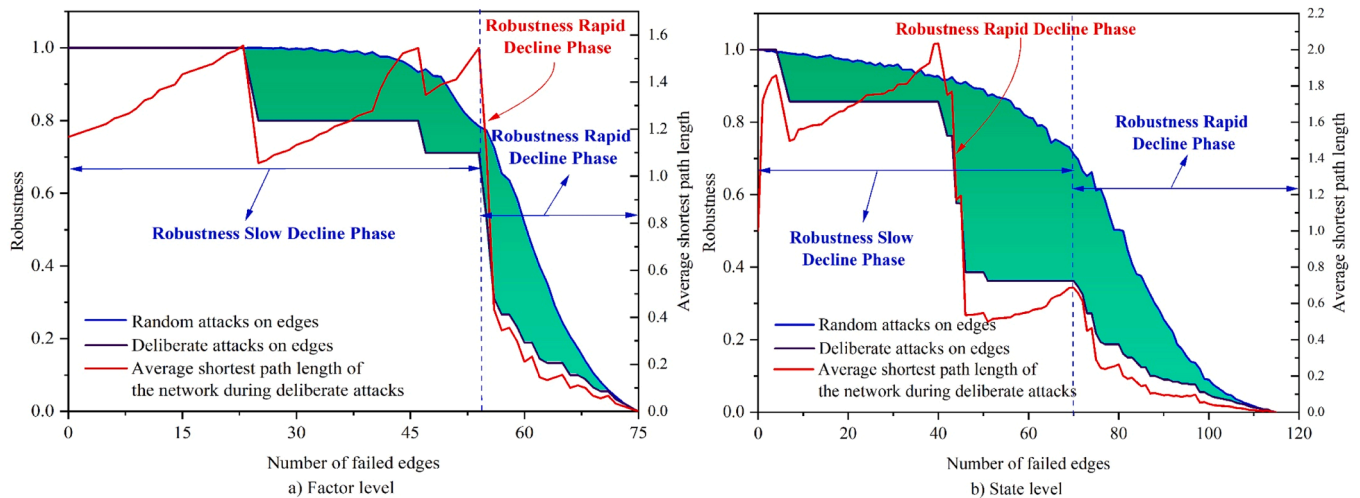 Robustness Rapid
Decline Phase
Robustness Rapid
Decline Phase
Robustness Slow Decline Phase
Random attacks on edges
Deliberate attacks on edges
Average shortest path length of
the network during deliberate attacks
Robustness
1.0
0.8
0.6
0.4
0.2
0.0
Average shortest path length
1.6
1.4
1.2
1.0
0.8
0.6
0.4
0.2
0.0
0
15
30
45
60
75
Number of failed edges
a) Factor level
Robustness Rapid Decline Phase
Robustness Rapid
Decline Phase
Robustness Slow
Decline Phase
Random attacks on edges
Deliberate attacks on edges
Average shortest path length of
the network during deliberate attacks
Robustness
1.0
0.8
0.6
0.4
0.2
0.0
Average shortest path length
2.2
2.0
1.8
1.6
1.4
1.2
1.0
0.8
0.6
0.4
0.2
0.0
0
20
40
60
80
100
120
Number of failed edges
b) State level